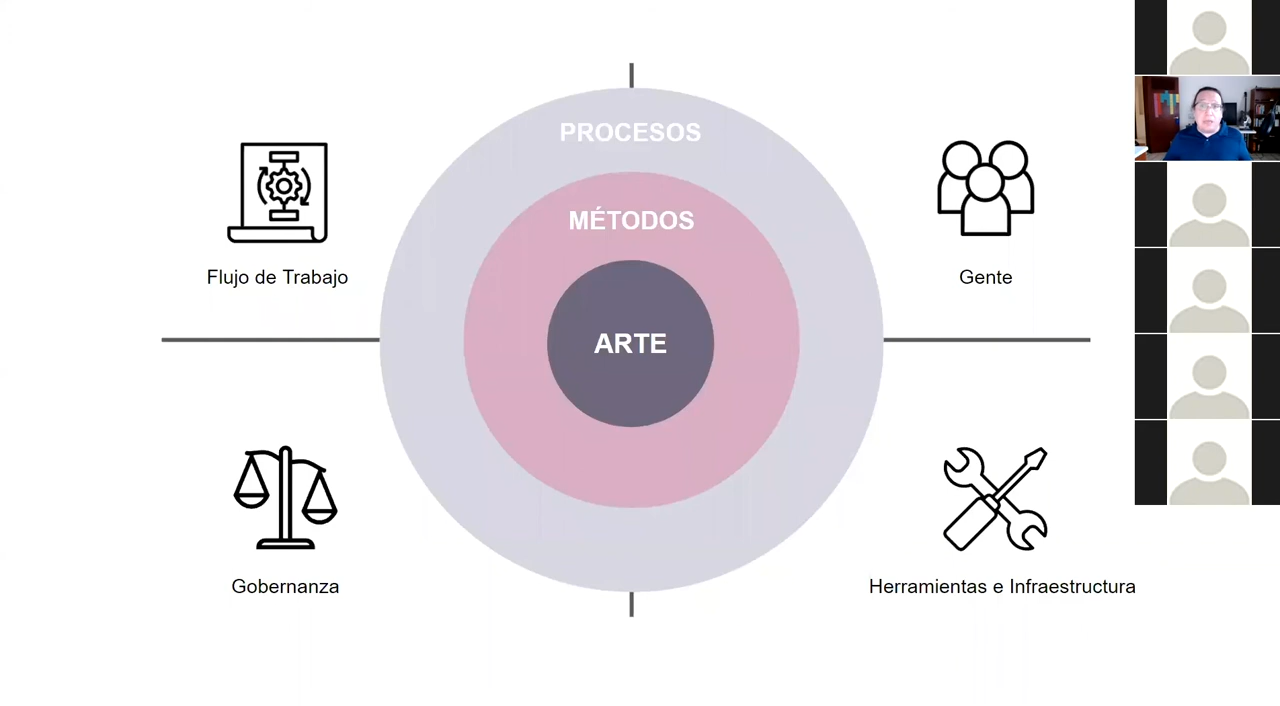 PROCESOS
MÉTODOS
ARTE
Flujo de Trabajo
Gente
Gobernanza
Herramientas e Infraestructura